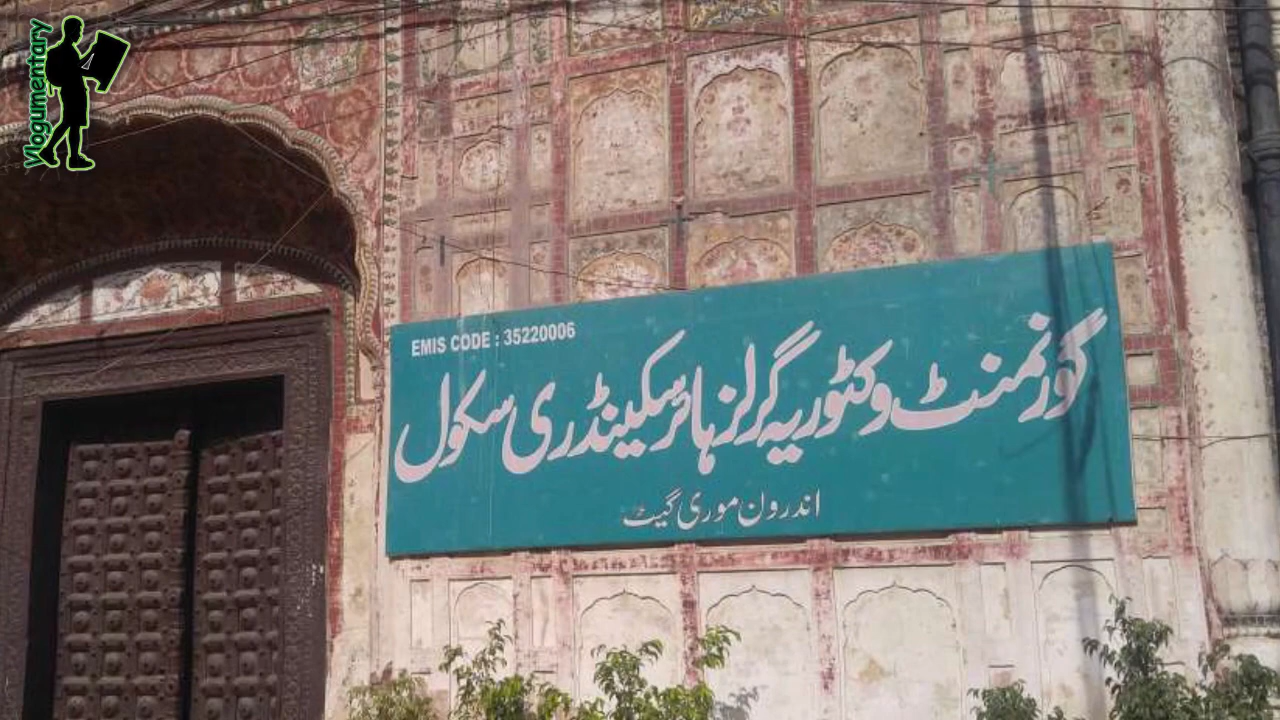 Vlogumentary
EMIS CODE : 35220006
گورنمنٹ وکٹوریہ گرلز ہائر سکینڈری سکول
اندرون موری گیٹ